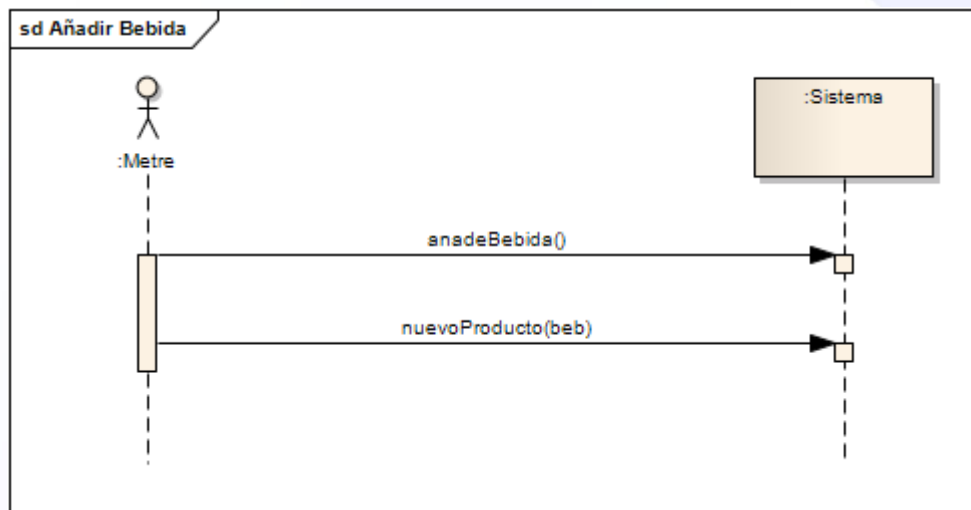 sd Añadir Bebida
:Metre
:Sistema
anadeBebida()
nuevoProducto(beb)